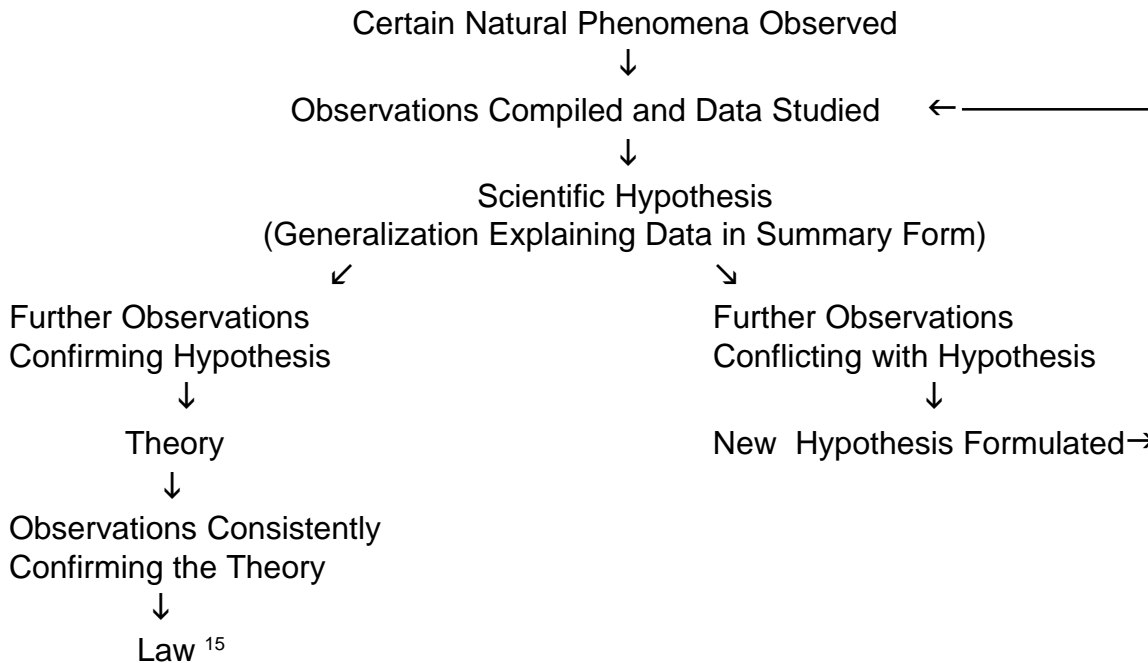 Certain Natural Phenomena Observed
↓
Observations Compiled and Data Studied ←
↓
Scientific Hypothesis
(Generalization Explaining Data in Summary Form)
↙ ↘
Further Observations
Confirming Hypothesis
↓
Theory
↓
Observations Consistently
Confirming the Theory
↓
Law 15
Further Observations
Conflicting with Hypothesis
↓
New Hypothesis Formulated→